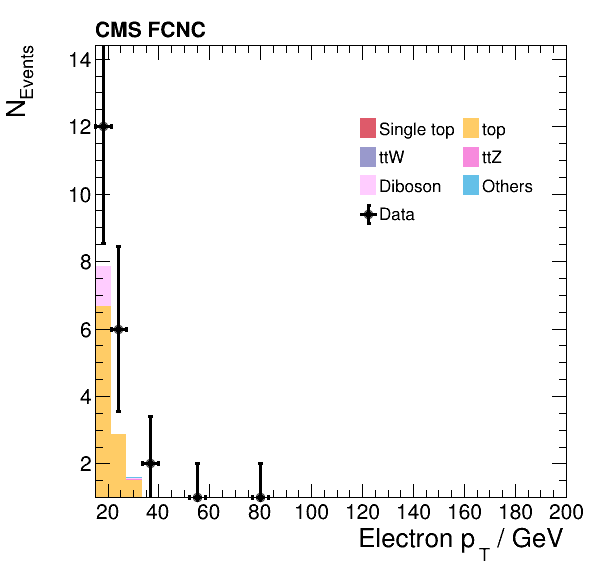 CMS FCNC
N_Events
14
12
10
8
6
4
2
Single top
top
ttW
ttZ
Diboson
Others
Data
20 40 60 80 100 120 140 160 180 200
Electron p_T / GeV